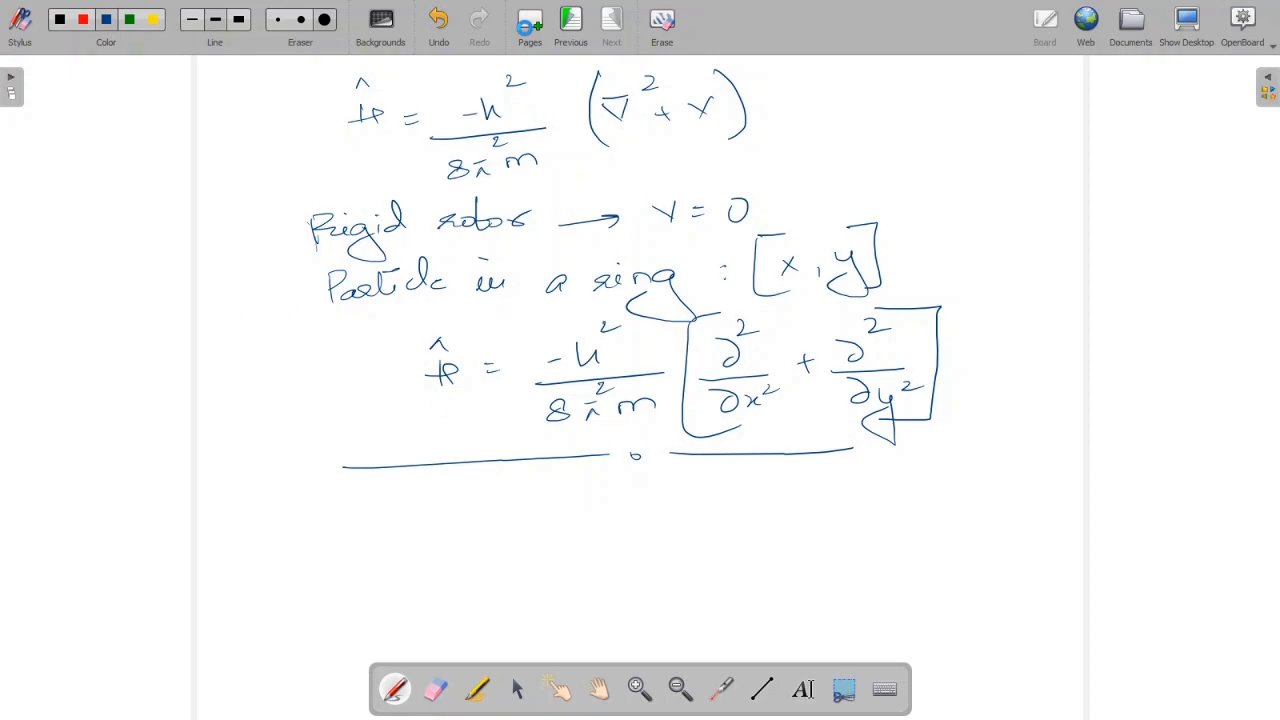 Stylus
Color
Line
Eraser
Backgrounds
Undo
Redo
Pages
Previous
Next
Erase
Board
Web
Documents
Show Desktop
OpenBoard
Ĥ = -h² / 8π²m (∇² + V)
Rigid rotor → V = 0
Particle in a ring : [x, y]
Ĥ = -h² / 8π²m [∂²/∂x² + ∂²/∂y²]